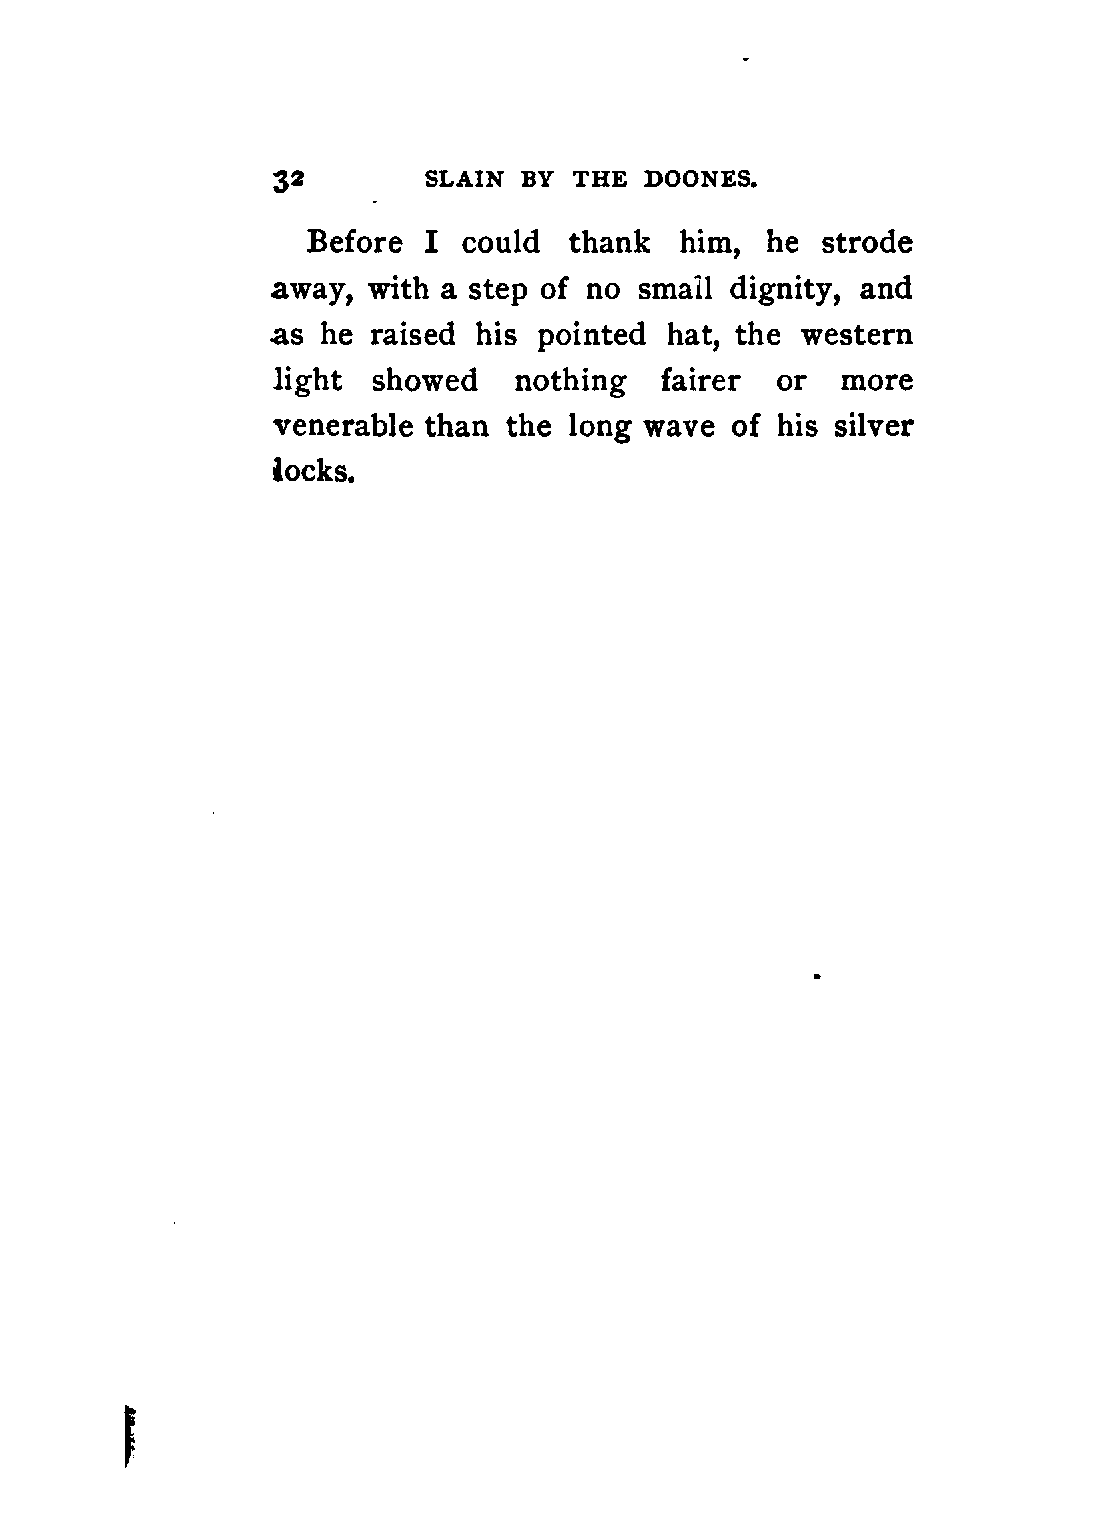 32 SLAIN BY THE DOONES.
Before I could thank him, he strode
away, with a step of no small dignity, and
as he raised his pointed hat, the western
light showed nothing fairer or more
venerable than the long wave of his silver
locks.